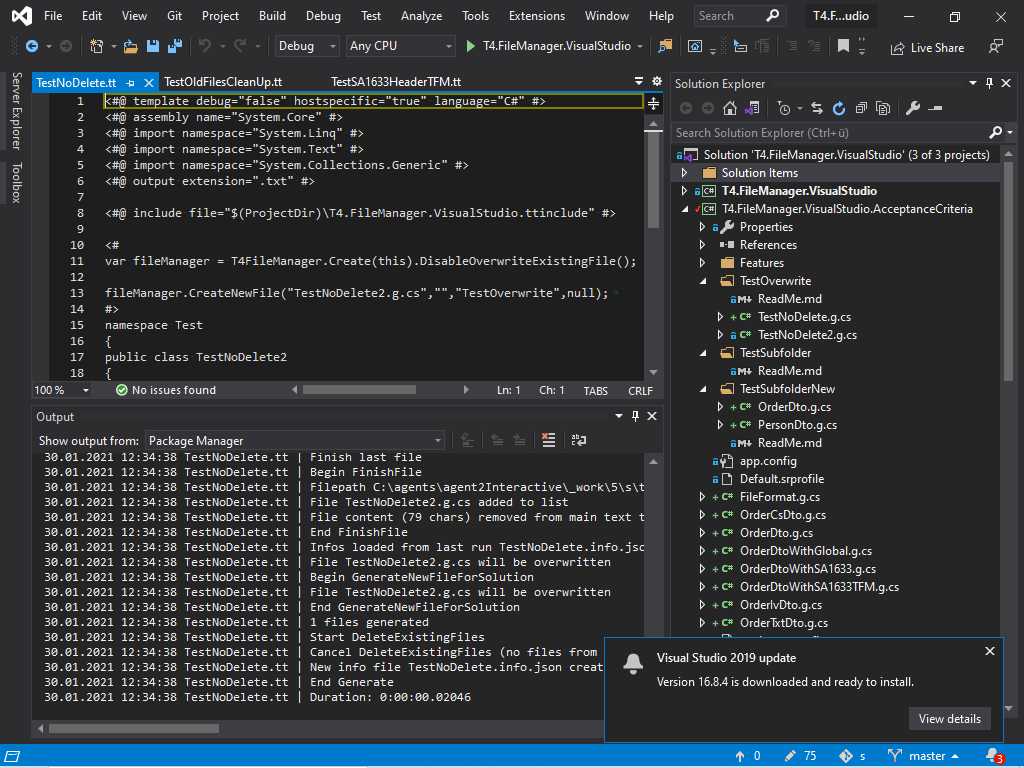 File Edit View Git Project Build Debug Test Analyze Tools Extensions Window Help Search T4.F...udio
Debug Any CPU T4.FileManager.VisualStudio Live Share
Server Explorer
Toolbox
TestNoDelete.tt TestOldFilesCleanUp.tt TestSA1633HeaderTFM.tt
1 <#@ template debug="false" hostspecific="true" language="C#" #>
2 <#@ assembly name="System.Core" #>
3 <#@ import namespace="System.Linq" #>
4 <#@ import namespace="System.Text" #>
5 <#@ import namespace="System.Collections.Generic" #>
6 <#@ output extension=".txt" #>
7
8 <#@ include file="$(ProjectDir)\T4.FileManager.VisualStudio.ttinclude" #>
9
10 <#
11 var fileManager = T4FileManager.Create(this).DisableOverwriteExistingFile();
12
13 fileManager.CreateNewFile("TestNoDelete2.g.cs","","TestOverwrite",null);
14 #>
15 namespace Test
16 {
17 public class TestNoDelete2
18 {
100 % No issues found Ln: 1 Ch: 1 TABS CRLF
Output
Show output from: Package Manager
30.01.2021 12:34:38 TestNoDelete.tt | Finish last file
30.01.2021 12:34:38 TestNoDelete.tt | Begin FinishFile
30.01.2021 12:34:38 TestNoDelete.tt | Filepath C:\agents\agent2Interactive\_work\5\s\t
30.01.2021 12:34:38 TestNoDelete.tt | File TestNoDelete2.g.cs added to list
30.01.2021 12:34:38 TestNoDelete.tt | File content (79 chars) removed from main text t
30.01.2021 12:34:38 TestNoDelete.tt | End FinishFile
30.01.2021 12:34:38 TestNoDelete.tt | Infos loaded from last run TestNoDelete.info.jso
30.01.2021 12:34:38 TestNoDelete.tt | File TestNoDelete2.g.cs will be overwritten
30.01.2021 12:34:38 TestNoDelete.tt | Begin GenerateNewFileForSolution
30.01.2021 12:34:38 TestNoDelete.tt | File TestNoDelete2.g.cs will be overwritten
30.01.2021 12:34:38 TestNoDelete.tt | End GenerateNewFileForSolution
30.01.2021 12:34:38 TestNoDelete.tt | 1 files generated
30.01.2021 12:34:38 TestNoDelete.tt | Start DeleteExistingFiles
30.01.2021 12:34:38 TestNoDelete.tt | Cancel DeleteExistingFiles (no files from
30.01.2021 12:34:38 TestNoDelete.tt | New info file TestNoDelete.info.json creat
30.01.2021 12:34:38 TestNoDelete.tt | End Generate
30.01.2021 12:34:38 TestNoDelete.tt | Duration: 0:00:00.02046
Solution Explorer
Search Solution Explorer (Ctrl+ü)
Solution 'T4.FileManager.VisualStudio' (3 of 3 projects)
Solution Items
C# T4.FileManager.VisualStudio
C# T4.FileManager.VisualStudio.AcceptanceCriteria
Properties
References
Features
TestOverwrite
M ReadMe.md
+ C# TestNoDelete.g.cs
C# TestNoDelete2.g.cs
TestSubfolder
M ReadMe.md
TestSubfolderNew
+ C# OrderDto.g.cs
+ C# PersonDto.g.cs
M ReadMe.md
app.config
Default.srprofile
+ C# FileFormat.g.cs
+ C# OrderCsDto.g.cs
+ C# OrderDto.g.cs
+ C# OrderDtoWithGlobal.g.cs
+ C# OrderDtoWithSA1633.g.cs
+ C# OrderDtoWithSA1633TFM.g.cs
+ C# OrderIvDto.g.cs
+ C# OrderTxtDto.g.cs
Visual Studio 2019 update
Version 16.8.4 is downloaded and ready to install.
View details
0 75 s master 3